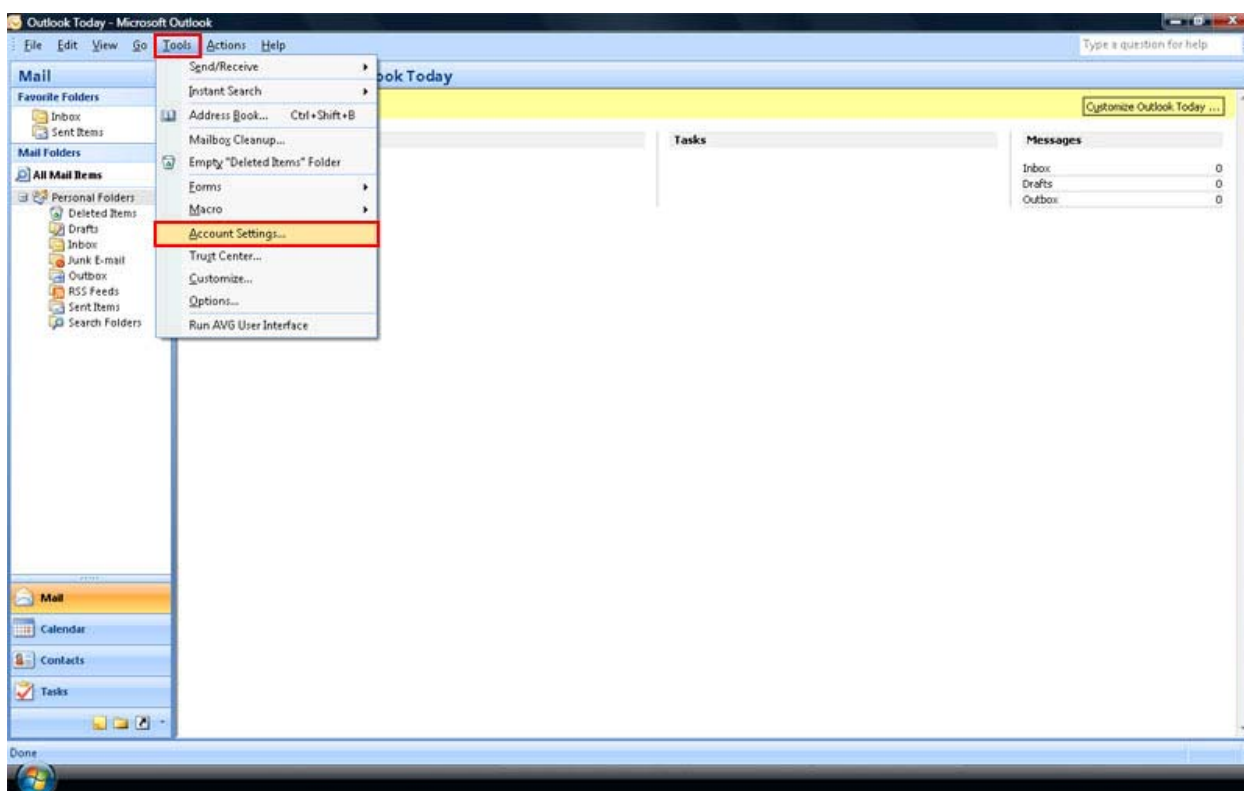 Outlook Today - Microsoft Outlook
File Edit View Go Tools Actions Help
Type a question for help
Mail
ook Today
Favorite Folders
Inbox
Sent Items
Mail Folders
All Mail Items
Personal Folders
Deleted Items
Drafts
Inbox
Junk E-mail
Outbox
RSS Feeds
Sent Items
Search Folders
Send/Receive
Instant Search
Address Book... Ctrl+Shift+B
Mailbox Cleanup...
Empty "Deleted Items" Folder
Forms
Macro
Account Settings...
Trust Center...
Customize...
Options...
Run AVG User Interface
Customize Outlook Today ...
Tasks
Messages
Inbox 0
Drafts 0
Outbox 0
Mail
Calendar
Contacts
Tasks
Done